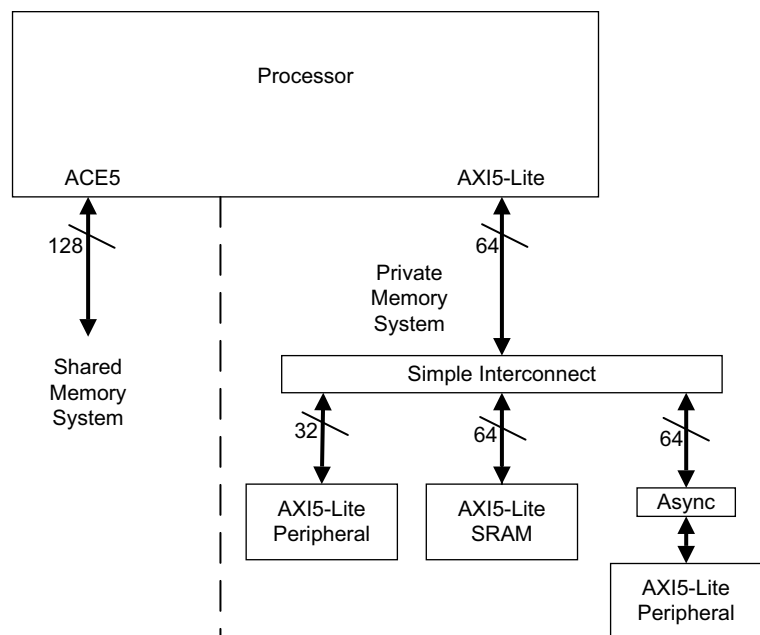 Processor
ACE5
AXI5-Lite
128
64
Private
Memory
System
Shared
Memory
System
Simple Interconnect
32
64
64
AXI5-Lite
Peripheral
AXI5-Lite
SRAM
Async
AXI5-Lite
Peripheral